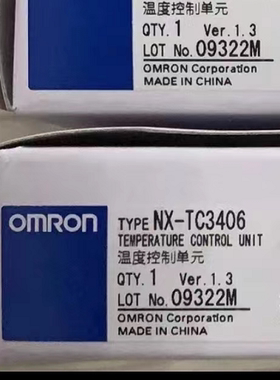 温度控制单元
QTY. 1 Ver. 1. 3
LOT No. 09322M
OMRON Corporation
MADE IN CHINA
OMRON TYPE NX-TC3406
TEMPERATURE CONTROL UNIT
温度控制单元
QTY. 1 Ver. 1. 3
LOT No. 09322M
OMRON Corporation
MADE IN CHINA